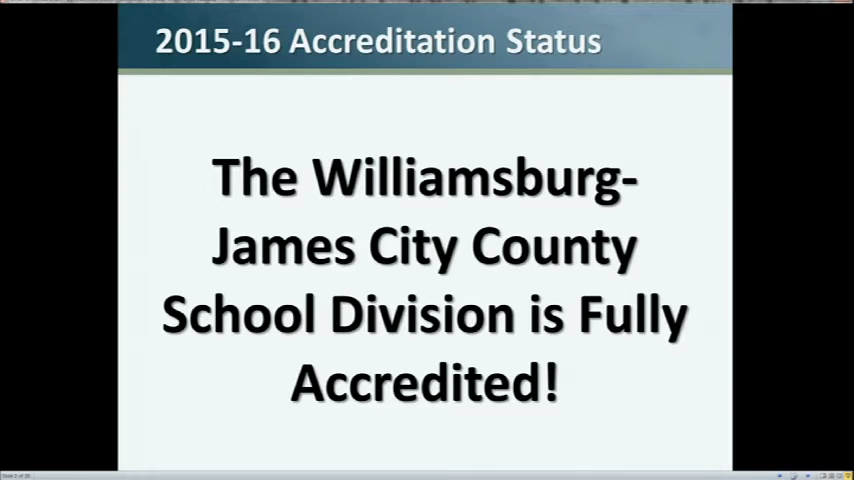 2015-16 Accreditation Status
The Williamsburg-
James City County
School Division is Fully
Accredited!